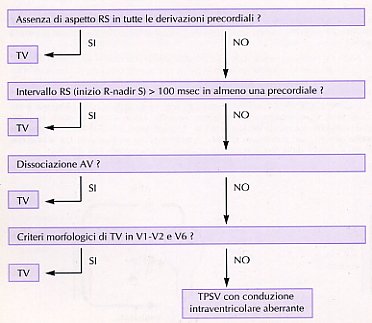 Assenza di aspetto RS in tutte le derivazioni precordiali ?
SI
NO
TV
Intervallo RS (inizio R-nadir S) > 100 msec in almeno una precordiale ?
SI
NO
TV
Dissociazione AV ?
SI
NO
TV
Criteri morfologici di TV in V1-V2 e V6 ?
SI
NO
TV
TPSV con conduzione
intraventricolare aberrante